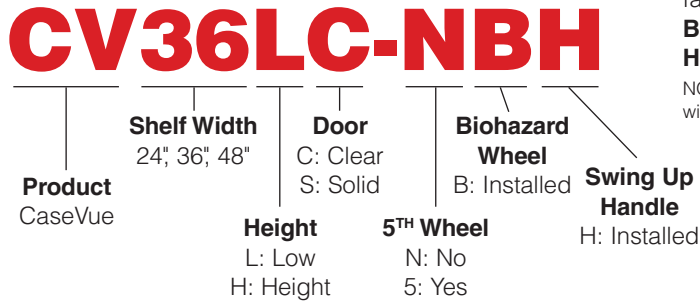 CV36LC-NBH
Shelf Width
24", 36", 48"
Door
C: Clear
S: Solid
Biohazard
Wheel
B: Installed
Product
CaseVue
Swing Up
Handle
H: Installed
Height
L: Low
H: Height
5TH Wheel
N: No
5: Yes
B
H